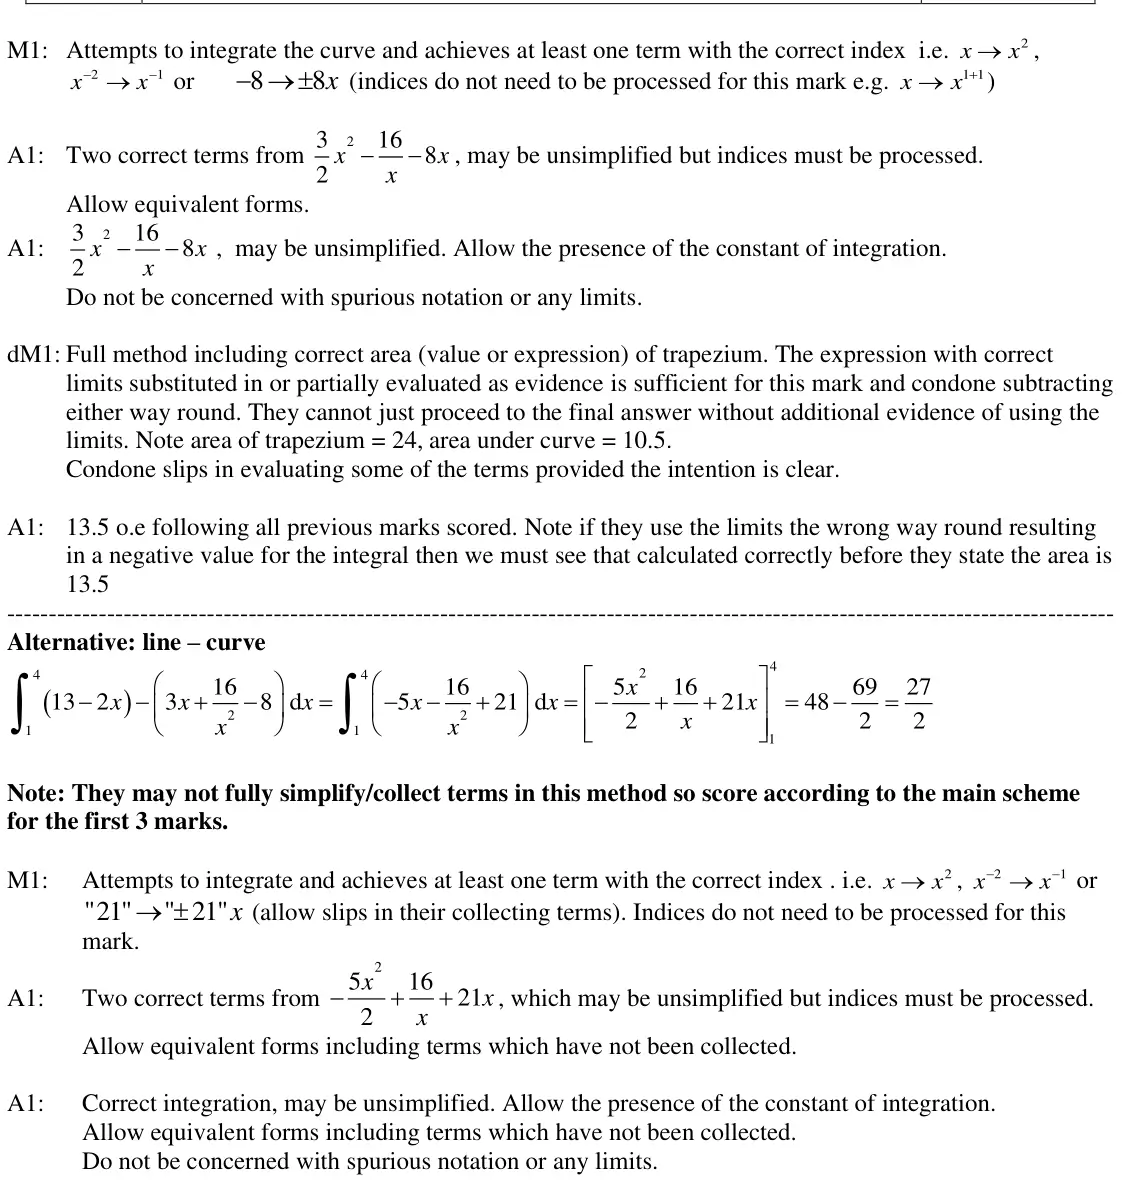 M1: Attempts to integrate the curve and achieves at least one term with the correct index i.e. x → x²,
x⁻² → x⁻¹ or −8 → ±8x (indices do not need to be processed for this mark e.g. x → x¹⁺¹)
A1: Two correct terms from 3/2 x² − 16/x − 8x, may be unsimplified but indices must be processed.
Allow equivalent forms.
A1: 3/2 x² − 16/x − 8x, may be unsimplified. Allow the presence of the constant of integration.
Do not be concerned with spurious notation or any limits.
dM1: Full method including correct area (value or expression) of trapezium. The expression with correct
limits substituted in or partially evaluated as evidence is sufficient for this mark and condone subtracting
either way round. They cannot just proceed to the final answer without additional evidence of using the
limits. Note area of trapezium = 24, area under curve = 10.5.
Condone slips in evaluating some of the terms provided the intention is clear.
A1: 13.5 o.e following all previous marks scored. Note if they use the limits the wrong way round resulting
in a negative value for the integral then we must see that calculated correctly before they state the area is
13.5
Alternative: line – curve
∫₁⁴ (13 − 2x) − (3x + 16/x² − 8) dx = ∫₁⁴ (−5x − 16/x² + 21) dx = [−5x²/2 + 16/x + 21x]₁⁴ = 48 − 69/2 = 27/2
Note: They may not fully simplify/collect terms in this method so score according to the main scheme
for the first 3 marks.
M1: Attempts to integrate and achieves at least one term with the correct index . i.e. x → x², x⁻² → x⁻¹ or
"21" → "±21"x (allow slips in their collecting terms). Indices do not need to be processed for this
mark.
A1: Two correct terms from −5x²/2 + 16/x + 21x, which may be unsimplified but indices must be processed.
Allow equivalent forms including terms which have not been collected.
A1: Correct integration, may be unsimplified. Allow the presence of the constant of integration.
Allow equivalent forms including terms which have not been collected.
Do not be concerned with spurious notation or any limits.